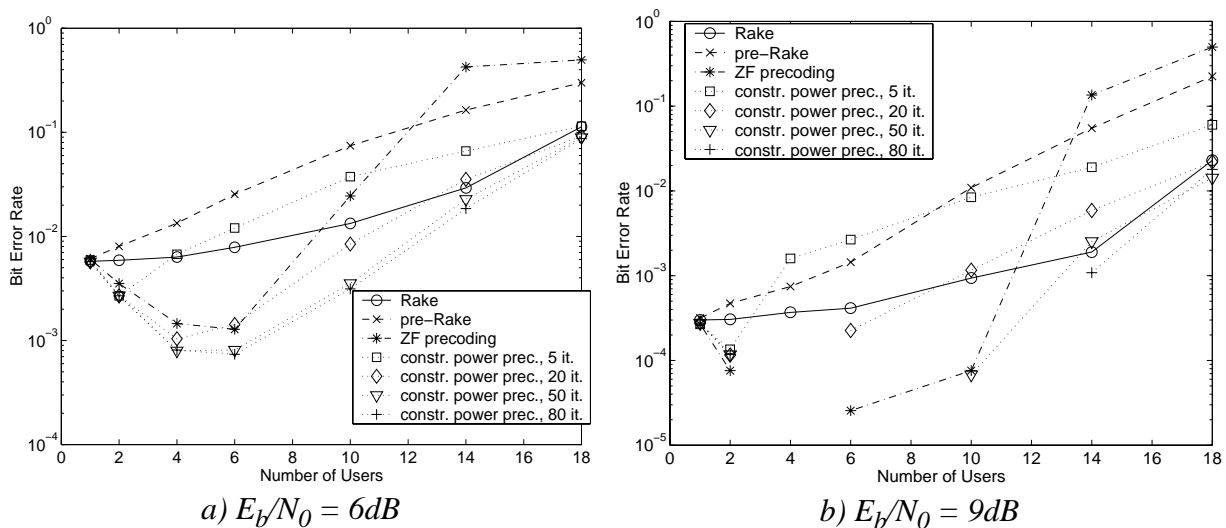 10^0
10^-1
10^-2
10^-3
10^-4
Bit Error Rate
0 2 4 6 8 10 12 14 16 18
Number of Users
Rake
pre-Rake
ZF precoding
constr. power prec., 5 it.
constr. power prec., 20 it.
constr. power prec., 50 it.
constr. power prec., 80 it.
a) E_b/N_0 = 6dB
10^0
10^-1
10^-2
10^-3
10^-4
10^-5
Bit Error Rate
0 2 4 6 8 10 12 14 16 18
Number of Users
Rake
pre-Rake
ZF precoding
constr. power prec., 5 it.
constr. power prec., 20 it.
constr. power prec., 50 it.
constr. power prec., 80 it.
b) E_b/N_0 = 9dB